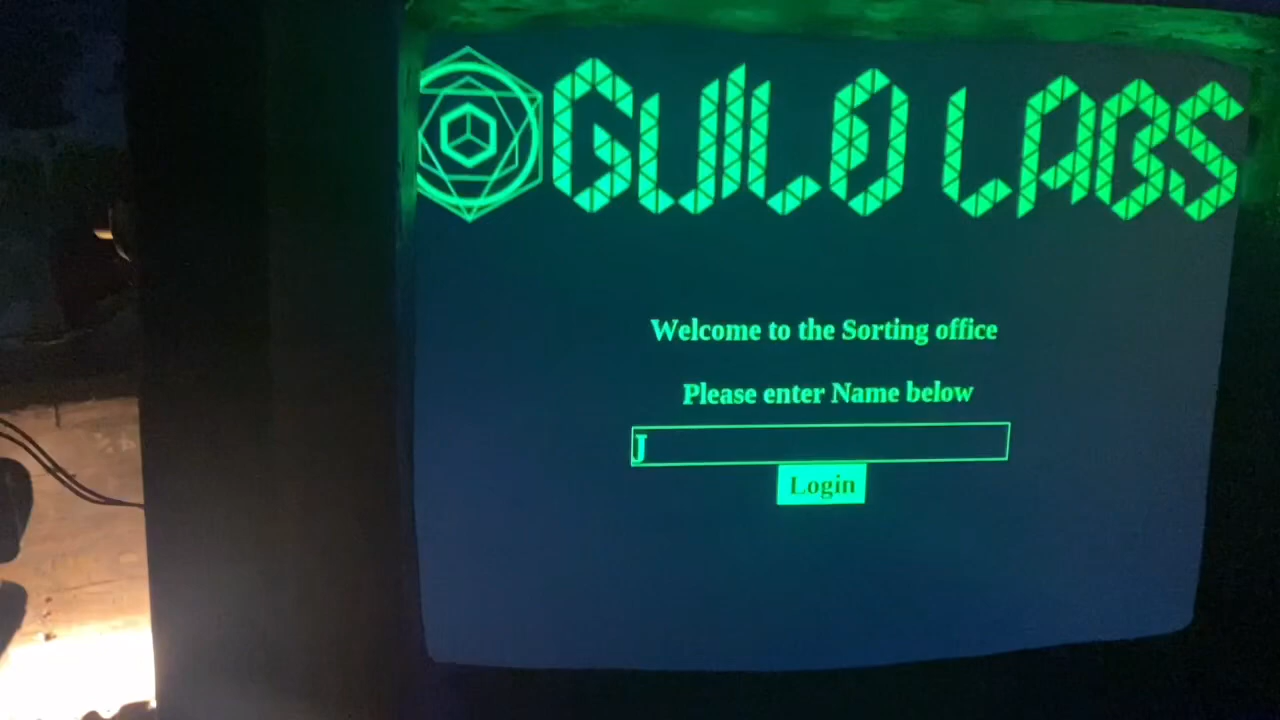 GUILD LABS
Welcome to the Sorting office
Please enter Name below
J
Login